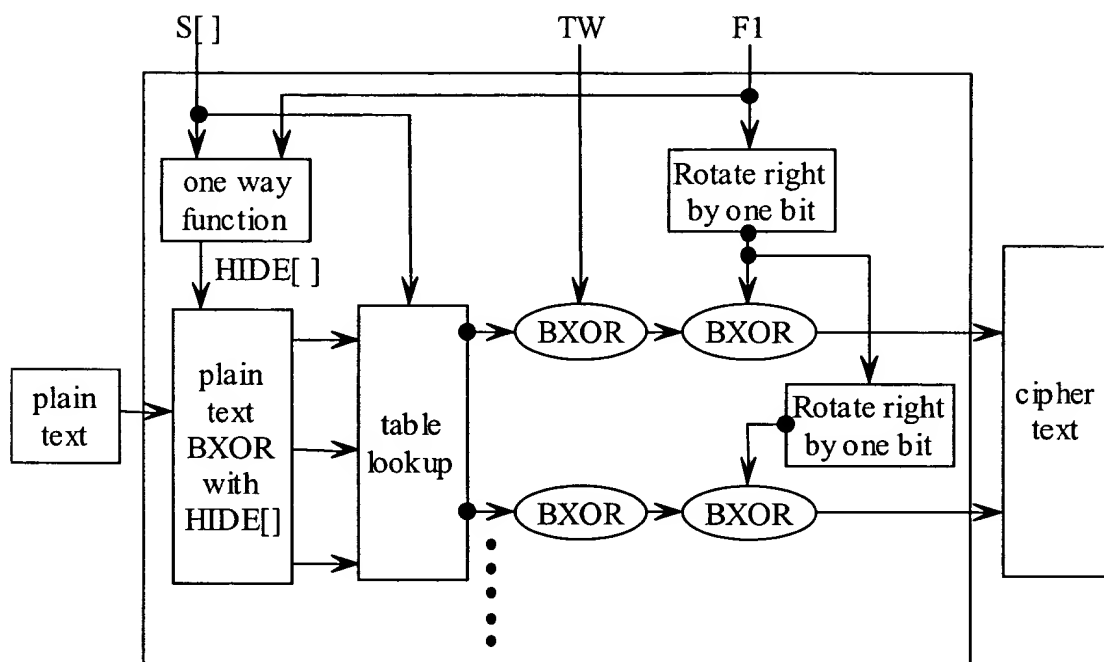 S[ ]
TW
F1
one way
function
Rotate right
by one bit
HIDE[ ]
BXOR
BXOR
plain
text
plain
text
BXOR
with
HIDE[]
table
lookup
Rotate right
by one bit
cipher
text
BXOR
BXOR